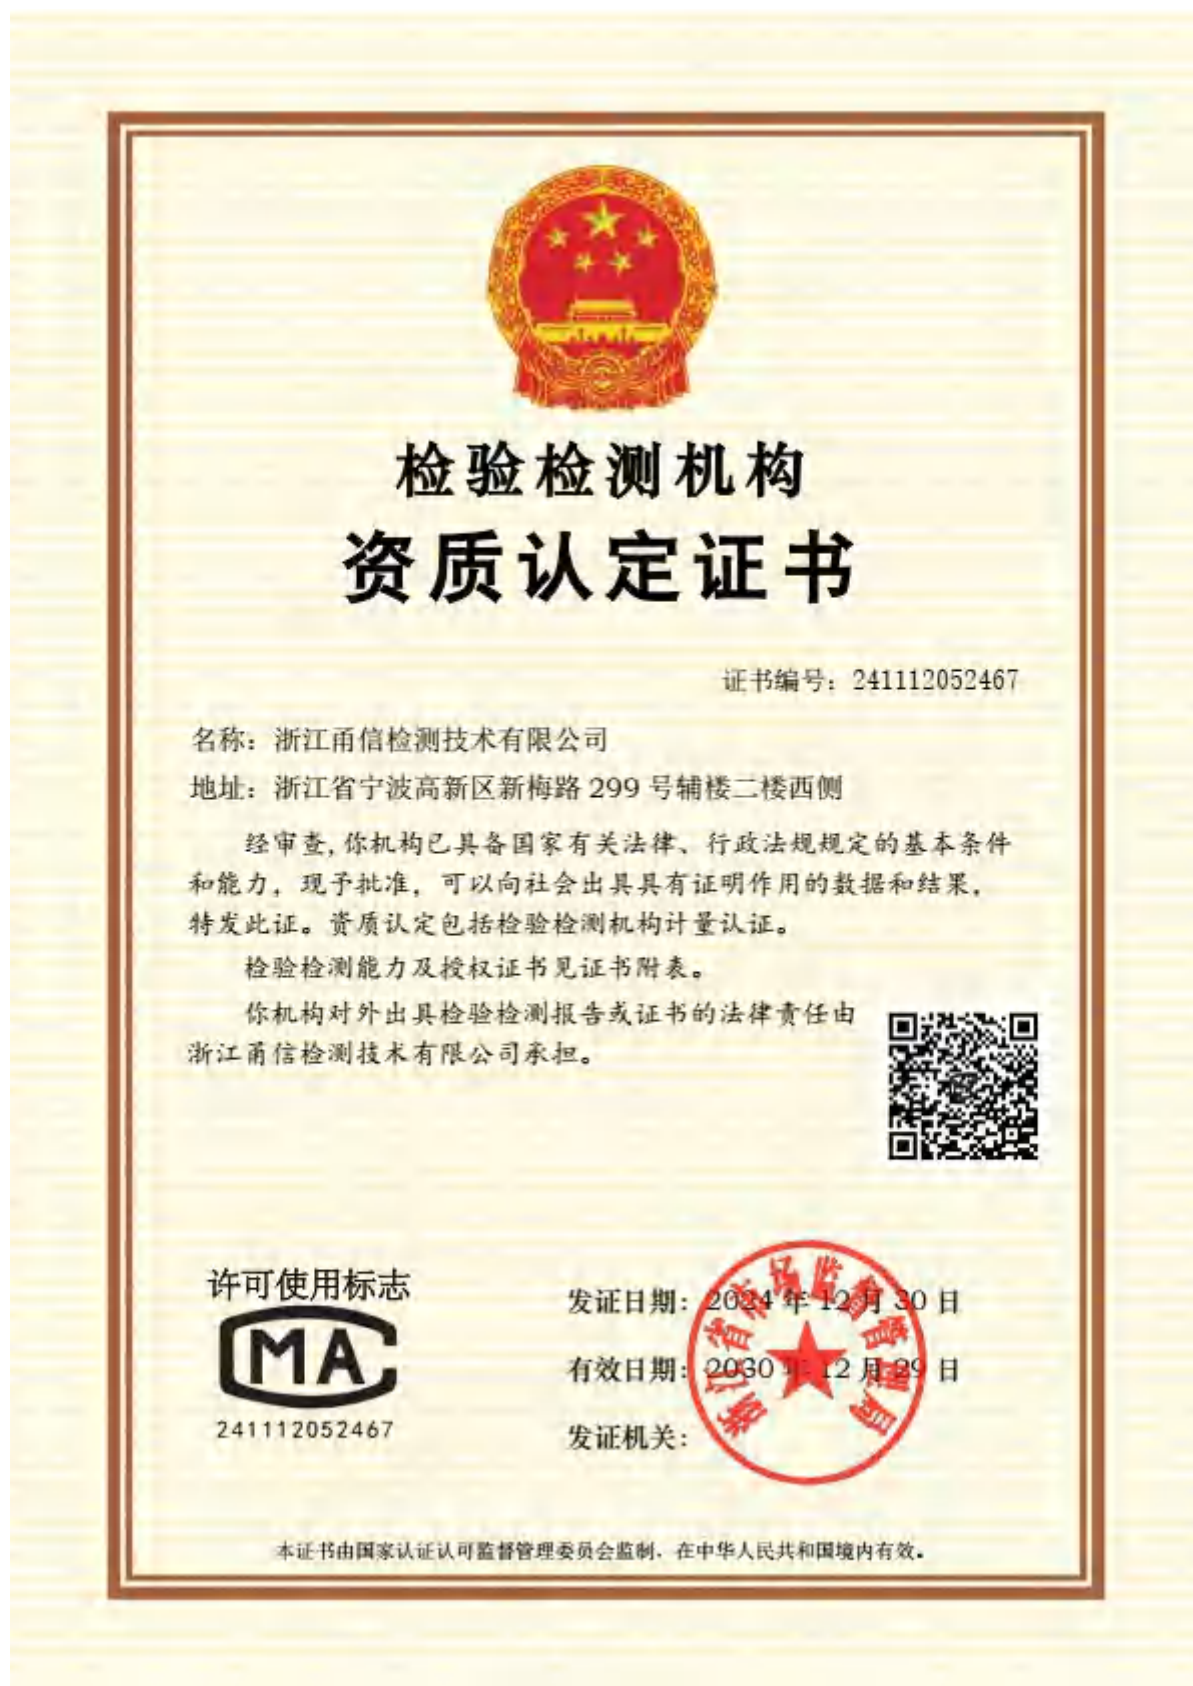 检验检测机构
资质认定证书
证书编号：241112052467
名称：浙江甬信检测技术有限公司
地址：浙江省宁波高新区新梅路299号辅楼二楼西侧
经审查，你机构已具备国家有关法律、行政法规规定的基本条件
和能力，现予批准，可以向社会出具具有证明作用的数据和结果，
特发此证。资质认定包括检验检测机构计量认证。
检验检测能力及授权证书见证书附表。
你机构对外出具检验检测报告或证书的法律责任由
浙江甬信检测技术有限公司承担。
许可使用标志
MA
241112052467
发证日期：2024年12月30日
有效日期：2030年12月29日
发证机关：
浙江省市场监督管理局
本证书由国家认证认可监督管理委员会监制，在中华人民共和国境内有效。